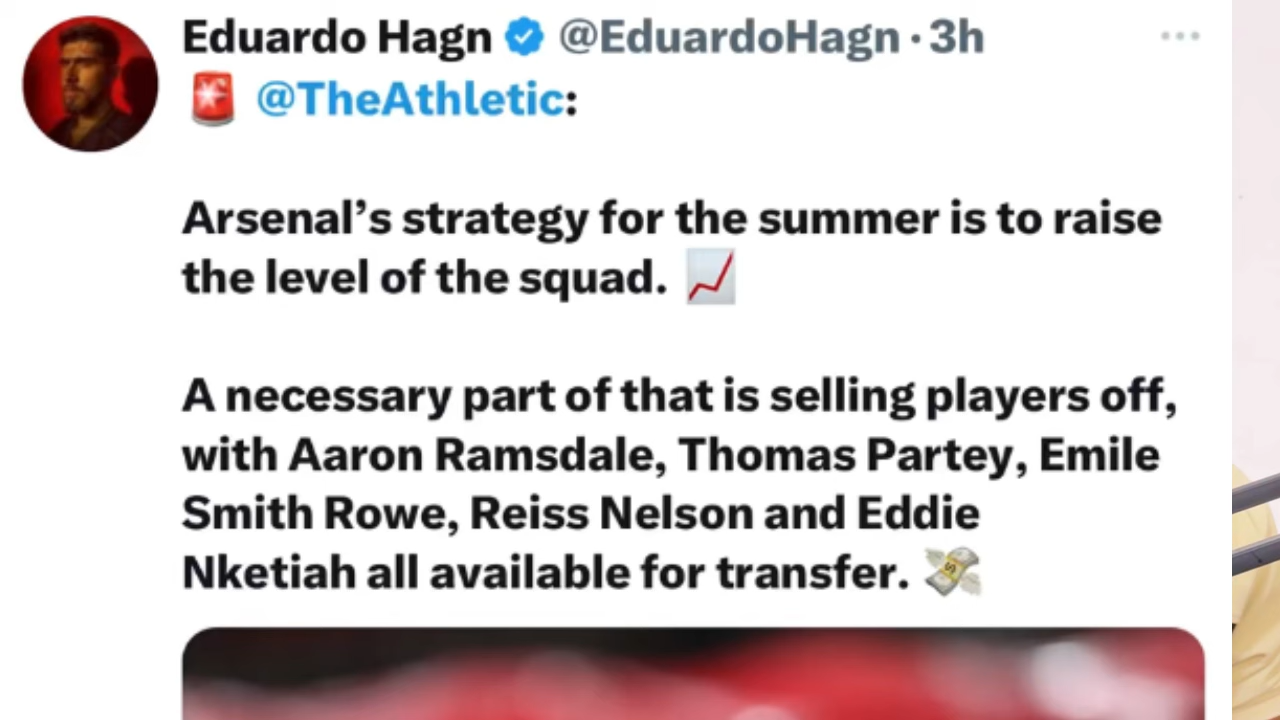 Eduardo Hagn @EduardoHagn · 3h
@TheAthletic:
Arsenal’s strategy for the summer is to raise
the level of the squad.
A necessary part of that is selling players off,
with Aaron Ramsdale, Thomas Partey, Emile
Smith Rowe, Reiss Nelson and Eddie
Nketiah all available for transfer.